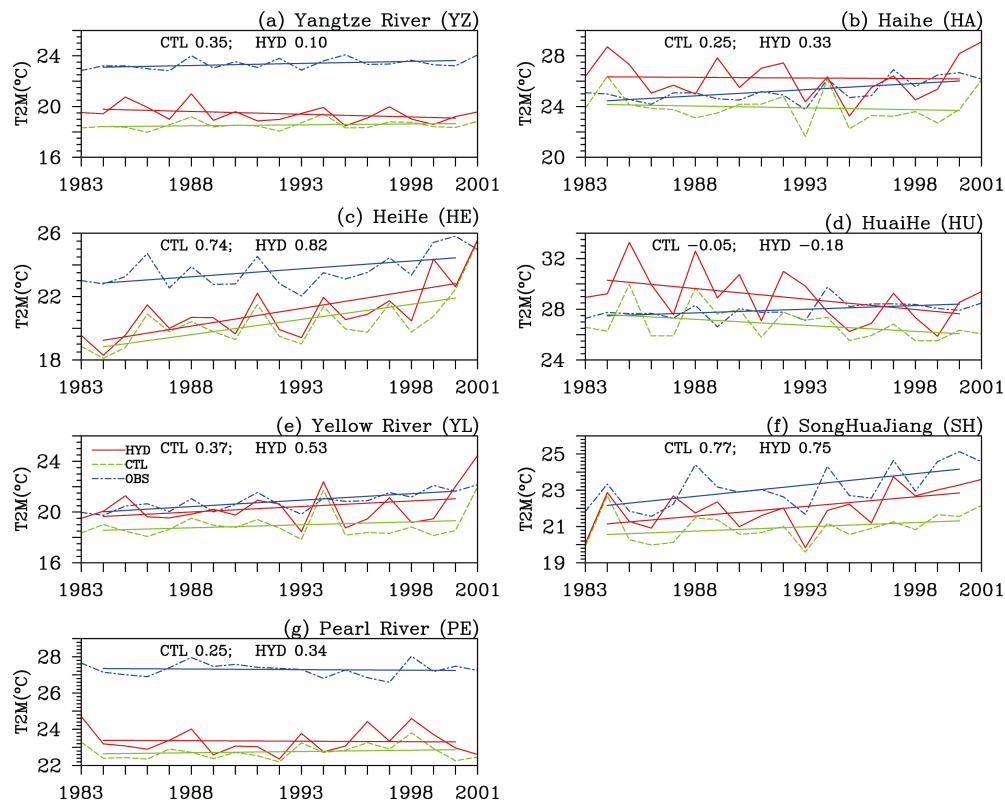 (a) Yangtze River (YZ)
CTL 0.35; HYD 0.10
T2M(°C)
24
20
16
1983
1988
1993
1998
2001
(b) Haihe (HA)
CTL 0.25; HYD 0.33
T2M(°C)
28
24
20
1983
1988
1993
1998
2001
(c) HeiHe (HE)
CTL 0.74; HYD 0.82
T2M(°C)
26
22
18
1983
1988
1993
1998
2001
(d) HuaiHe (HU)
CTL −0.05; HYD −0.18
T2M(°C)
32
28
24
1983
1988
1993
1998
2001
(e) Yellow River (YL)
CTL 0.37; HYD 0.53
HYD
CTL
OBS
T2M(°C)
24
20
16
1983
1988
1993
1998
2001
(f) SongHuaJiang (SH)
CTL 0.77; HYD 0.75
T2M(°C)
25
23
21
19
1983
1988
1993
1998
2001
(g) Pearl River (PE)
CTL 0.25; HYD 0.34
T2M(°C)
28
26
24
22
1983
1988
1993
1998
2001